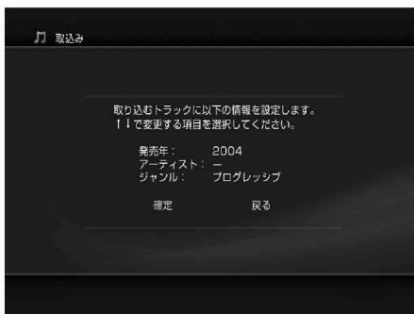 取込み
取り込むトラックに以下の情報を設定します。
↑↓で変更する項目を選択してください。
発売年： 2004
アーティスト： —
ジャンル： プログレッシブ
確定 戻る